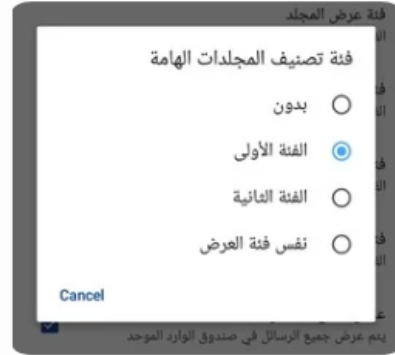 فئة عرض المجلد
فئة تصنيف المجلدات الهامة
بدون
الفئة الأولى
الفئة الثانية
نفس فئة العرض
Cancel
يتم عرض جميع الرسائل في صندوق الوارد الموحد